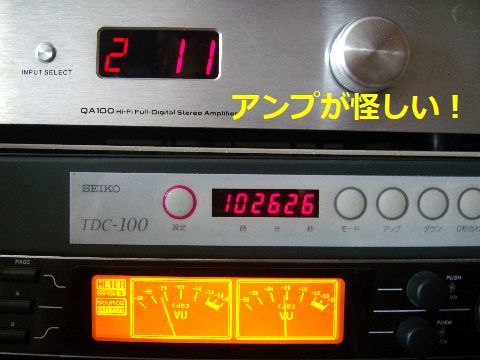 2 11
INPUT SELECT
QA100 Hi-Fi Full-Digital Stereo Amplifier
アンプが怪しい！
SEIKO
TDC-100
設定
102626
時 分 秒
モード
アップ
ダウン
PAGE
A
B
METER
SOURCE
OUTPUT
VU
VU
PUSH
PUSH